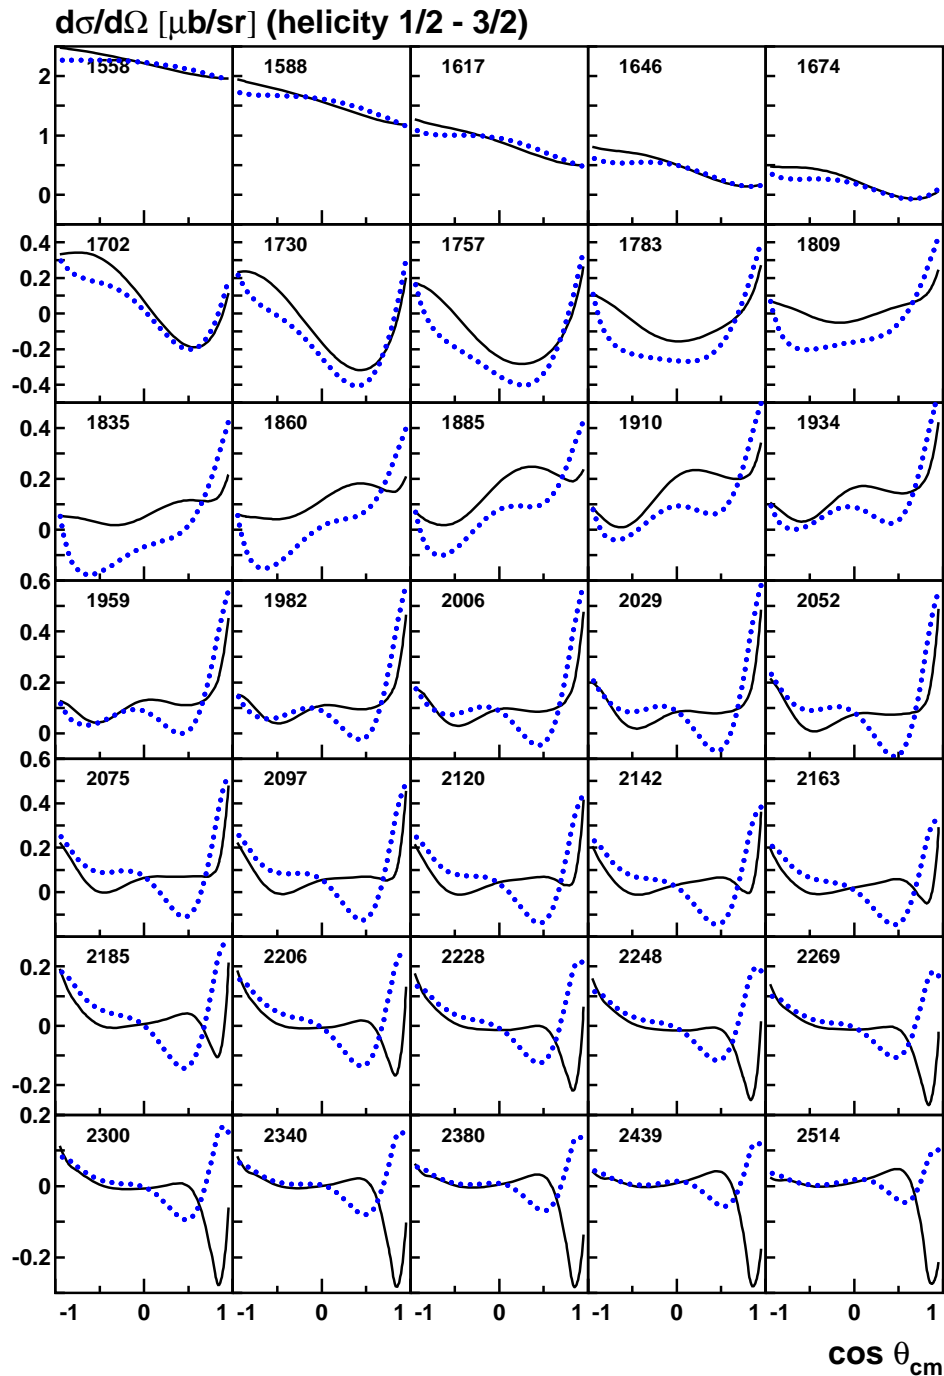 dσ/dΩ [μb/sr] (helicity 1/2 - 3/2)
2 1558 1588 1617 1646 1674
1
0
0.4 1702 1730 1757 1783 1809
0.2
0
-0.2
-0.4
0.4 1835 1860 1885 1910 1934
0.2
0
0.6
1959 1982 2006 2029 2052
0.4
0.2
0
0.6
2075 2097 2120 2142 2163
0.4
0.2
0
2185 2206 2228 2248 2269
0.2
0
-0.2
0.2
2300 2340 2380 2439 2514
0
-0.2
-1 0 1 -1 0 1 -1 0 1 -1 0 1 -1 0 1
cos θcm